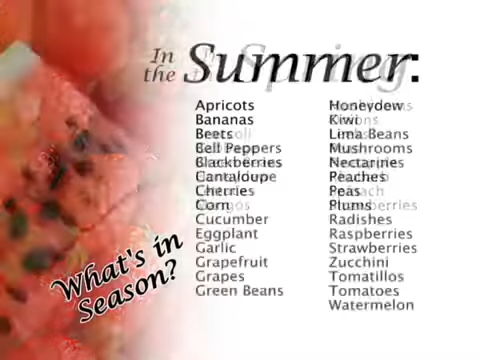 In the Summer:
Apricots
Bananas
Beets
Bell Peppers
Blackberries
Cantaloupe
Cherries
Corn
Cucumber
Eggplant
Garlic
Grapefruit
Grapes
Green Beans
Honeydew
Kiwi
Lima Beans
Mushrooms
Nectarines
Peaches
Peas
Plums
Radishes
Raspberries
Strawberries
Zucchini
Tomatillos
Tomatoes
Watermelon
What's in
Season?